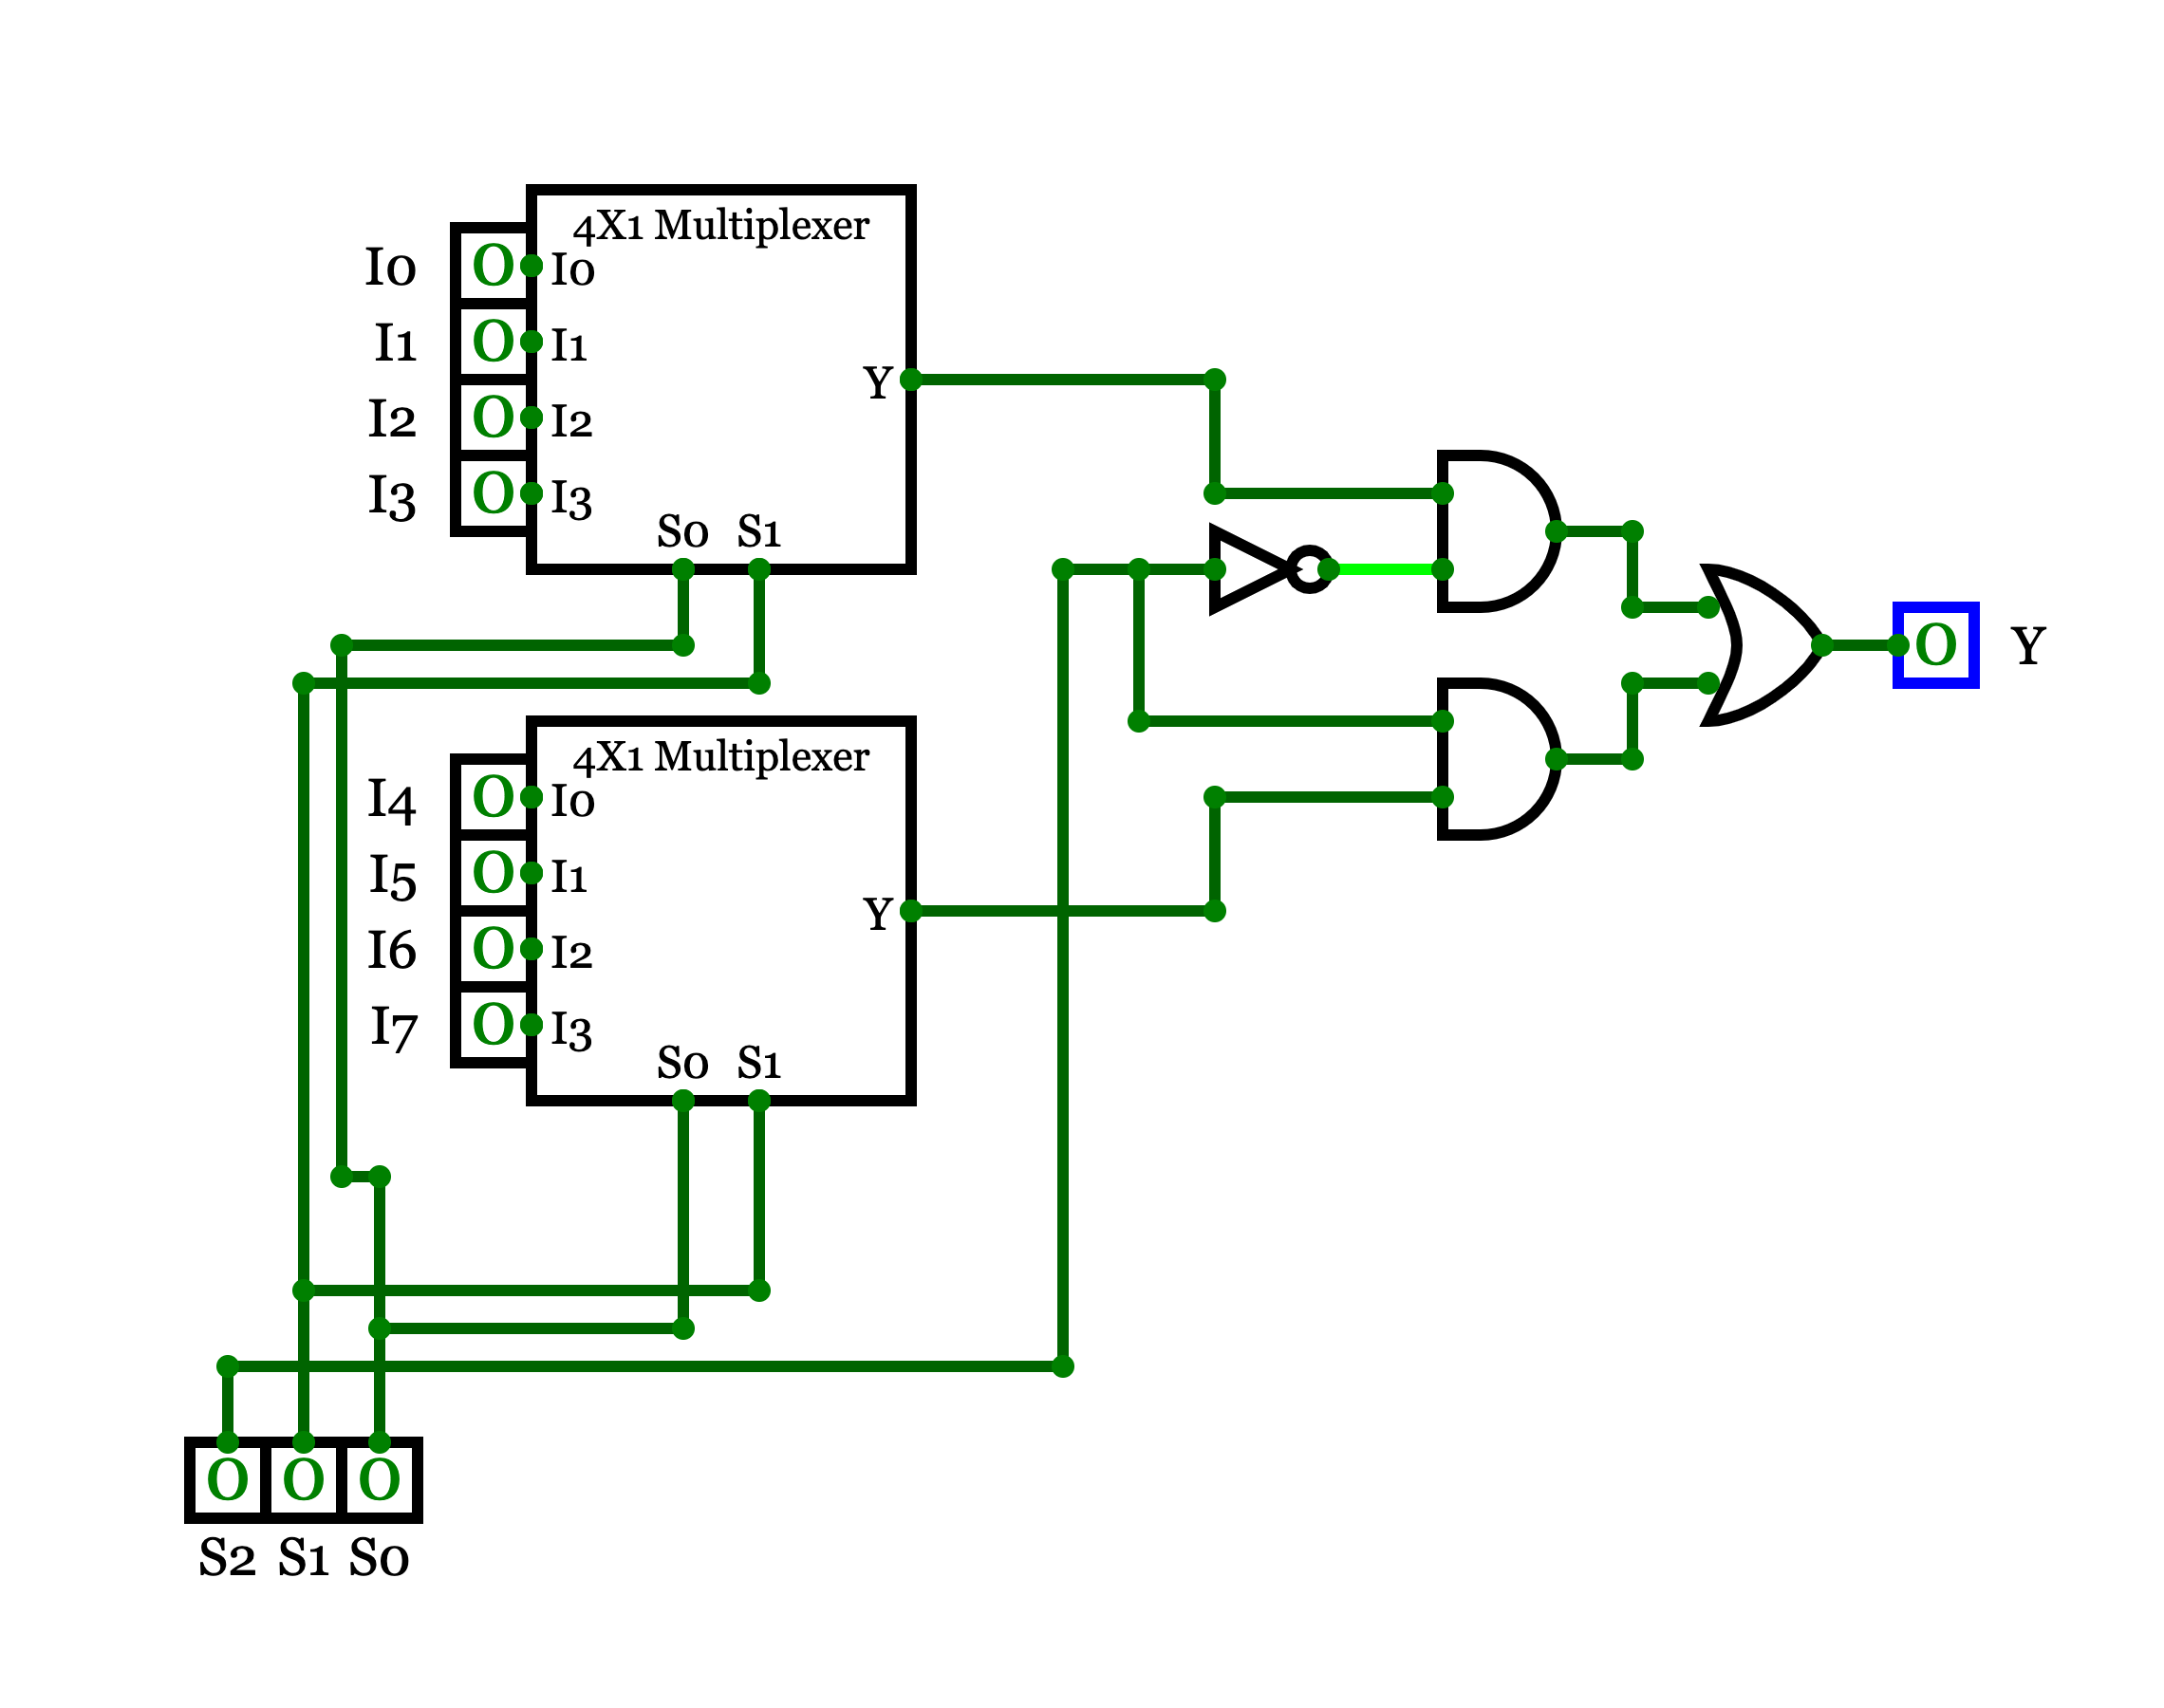 4X1 Multiplexer
I0 0 I0
I1 0 I1
I2 0 I2
I3 0 I3
Y
S0 S1
4X1 Multiplexer
I4 0 I0
I5 0 I1
I6 0 I2
I7 0 I3
Y
S0 S1
0 Y
0 0 0
S2 S1 S0